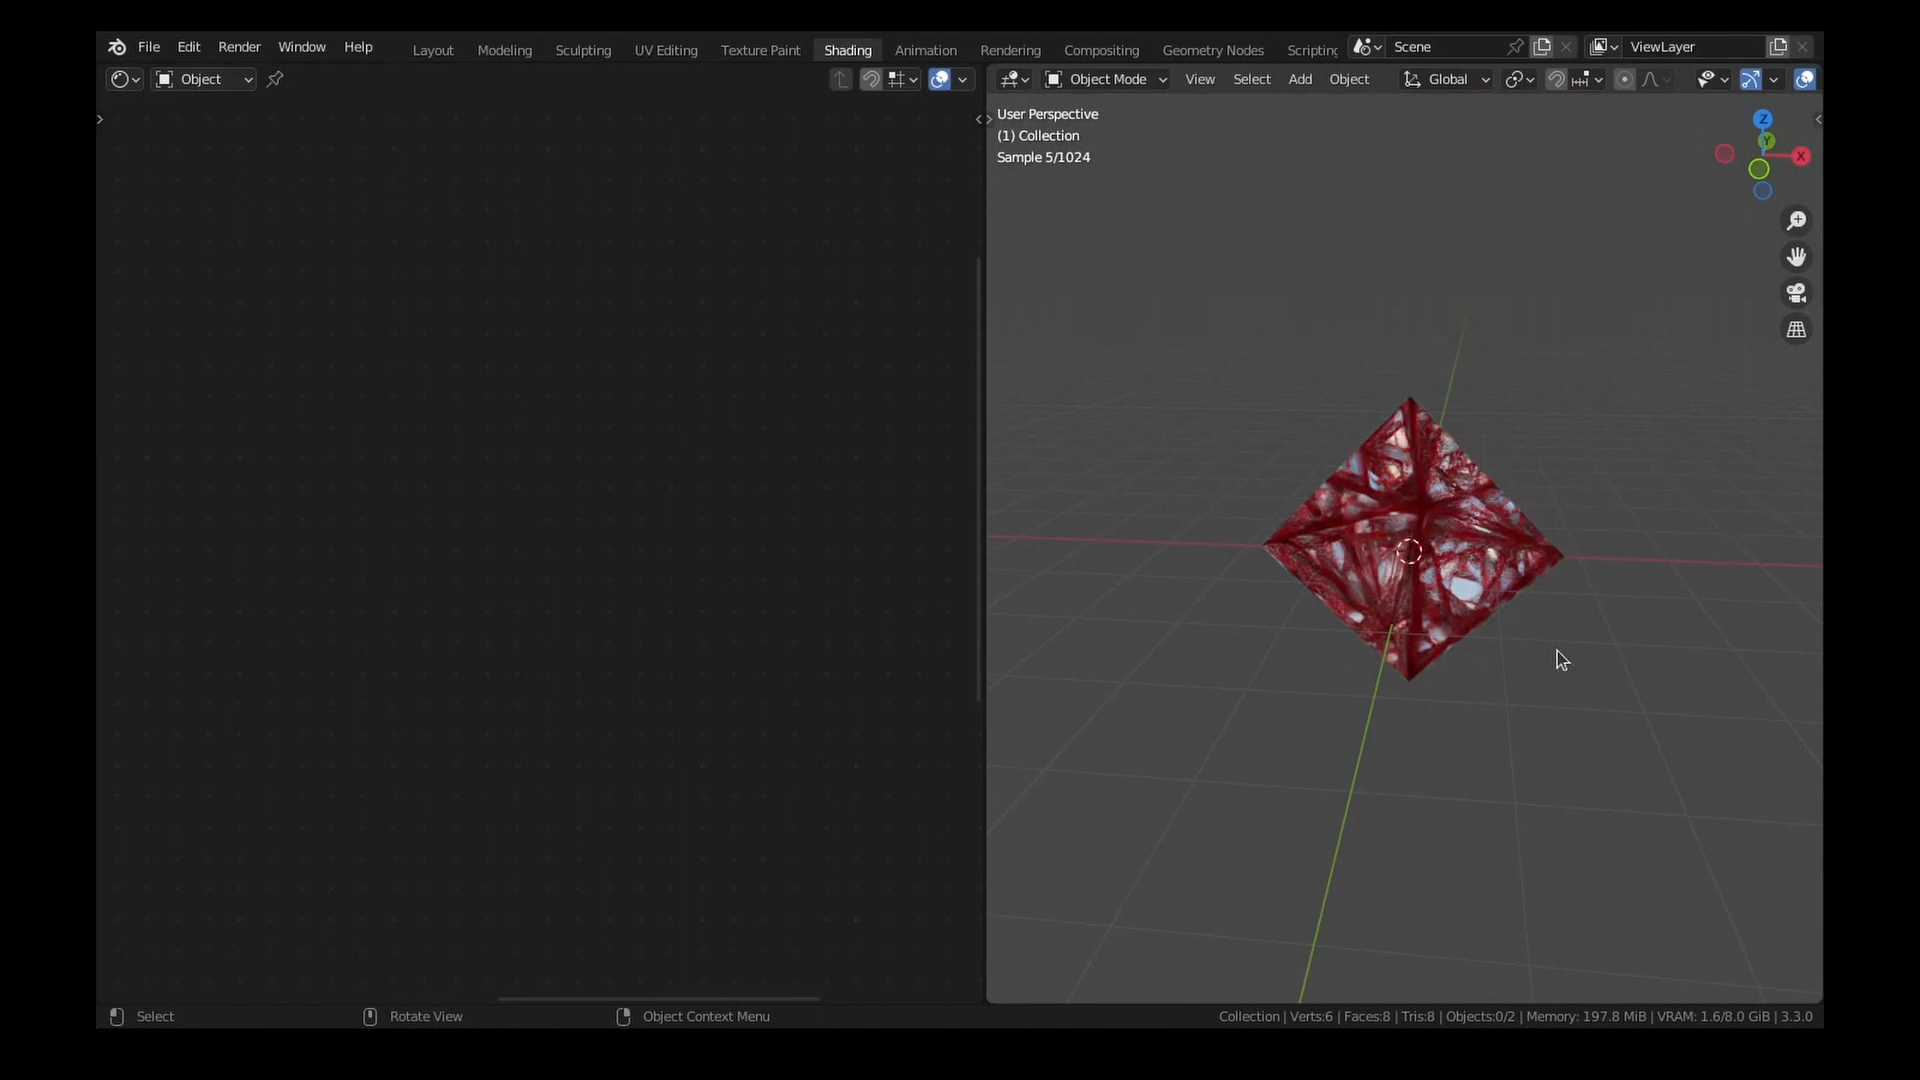 File Edit Render Window Help
Layout Modeling Sculpting UV Editing Texture Paint Shading Animation Rendering Compositing Geometry Nodes Scripting
Scene
ViewLayer
Object
Object Mode View Select Add Object Global
User Perspective
(1) Collection
Sample 5/1024
Z
Y
X
Select
Rotate View
Object Context Menu
Collection | Verts:6 | Faces:8 | Tris:8 | Objects:0/2 | Memory: 197.8 MiB | VRAM: 1.6/8.0 GiB | 3.3.0